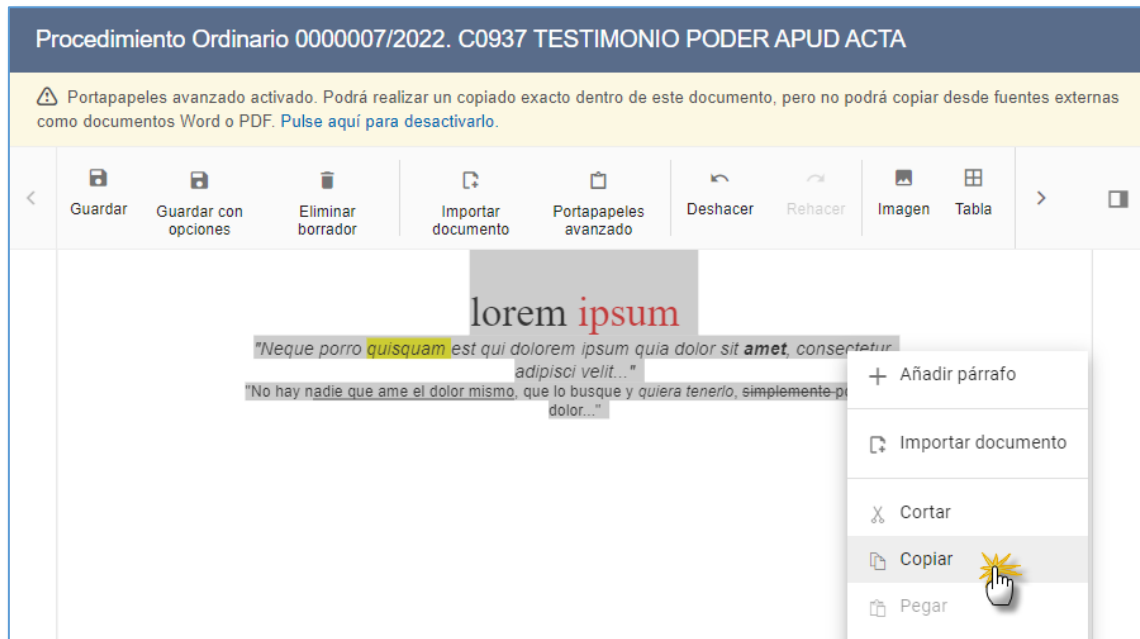 Procedimiento Ordinario 0000007/2022. C0937 TESTIMONIO PODER APUD ACTA
Portapapeles avanzado activado. Podrá realizar un copiado exacto dentro de este documento, pero no podrá copiar desde fuentes externas
como documentos Word o PDF. Pulse aquí para desactivarlo.
Guardar
Guardar con
opciones
Eliminar
borrador
Importar
documento
Portapapeles
avanzado
Deshacer
Rehacer
Imagen
Tabla
lorem ipsum
"Neque porro quisquam est qui dolorem ipsum quia dolor sit amet, consectetur,
adipisci velit..."
"No hay nadie que ame el dolor mismo, que lo busque y quiera tenerlo, simplemente
dolor..."
Añadir párrafo
Importar documento
Cortar
Copiar
Pegar